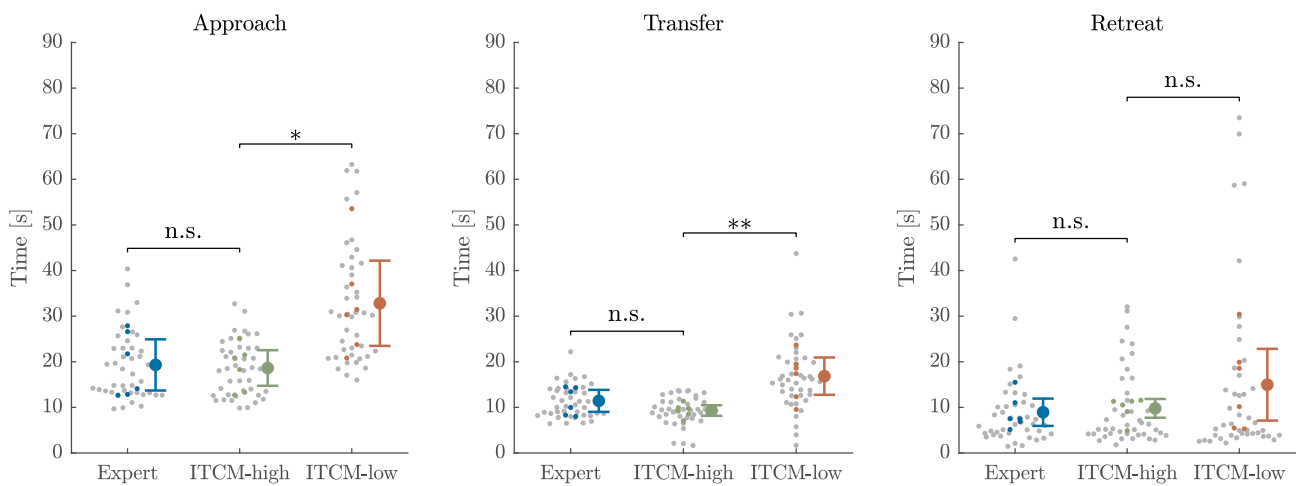 Approach
90
80
70
60
50
40
30
20
10
0
Time [s]
n.s.
*
Expert
ITCM-high
ITCM-low
Transfer
90
80
70
60
50
40
30
20
10
0
Time [s]
n.s.
**
Expert
ITCM-high
ITCM-low
Retreat
90
80
70
60
50
40
30
20
10
0
Time [s]
n.s.
n.s.
Expert
ITCM-high
ITCM-low